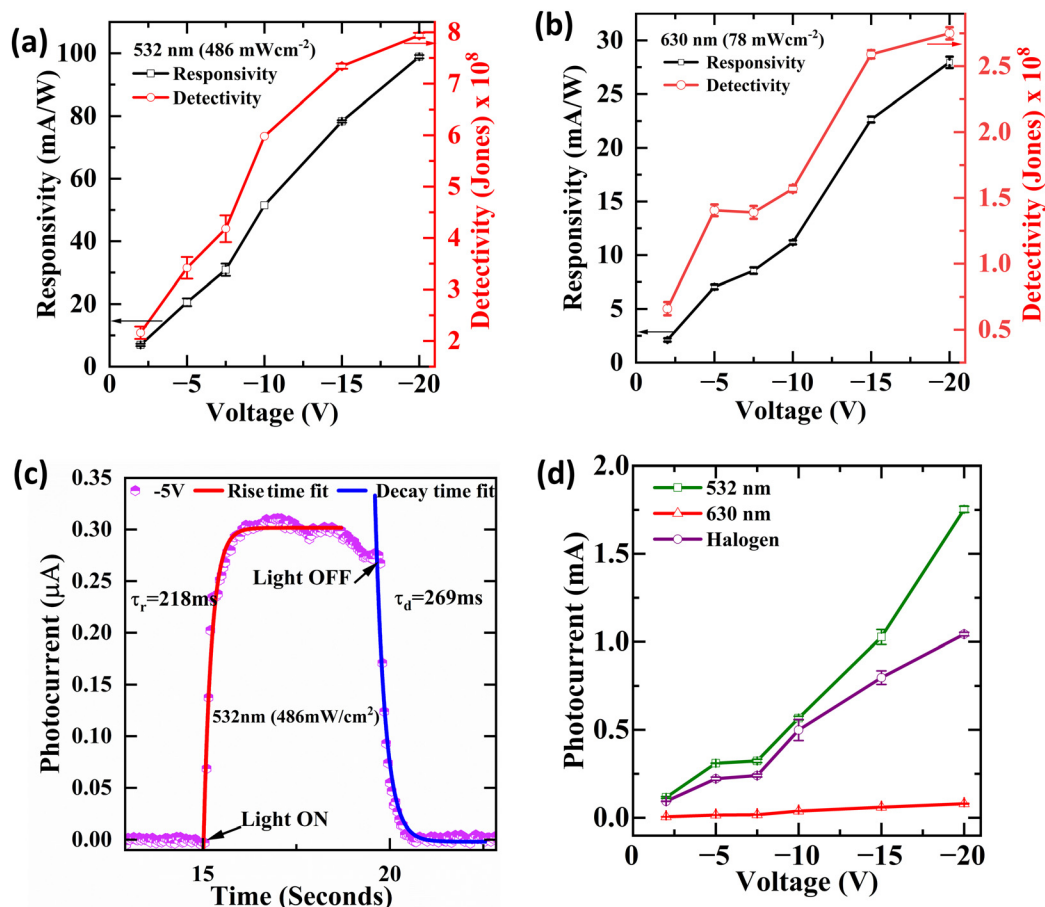 (a)
532 nm (486 mWcm⁻²)
Responsivity
Detectivity
Responsivity (mA/W)
0
20
40
60
80
100
Detectivity (Jones) x 10⁸
2
3
4
5
6
7
8
0
−5
−10
−15
−20
Voltage (V)
(b)
630 nm (78 mWcm⁻²)
Responsivity
Detectivity
Responsivity (mA/W)
0
5
10
15
20
25
30
Detectivity (Jones) x 10⁸
0.5
1.0
1.5
2.0
2.5
0
−5
−10
−15
−20
Voltage (V)
(c)
-5V
Rise time fit
Decay time fit
Light OFF
τr=218ms
τd=269ms
532nm (486mW/cm²)
Light ON
Photocurrent (μA)
0.00
0.05
0.10
0.15
0.20
0.25
0.30
0.35
15
20
Time (Seconds)
(d)
532 nm
630 nm
Halogen
Photocurrent (mA)
0.0
0.5
1.0
1.5
2.0
0
−5
−10
−15
−20
Voltage (V)